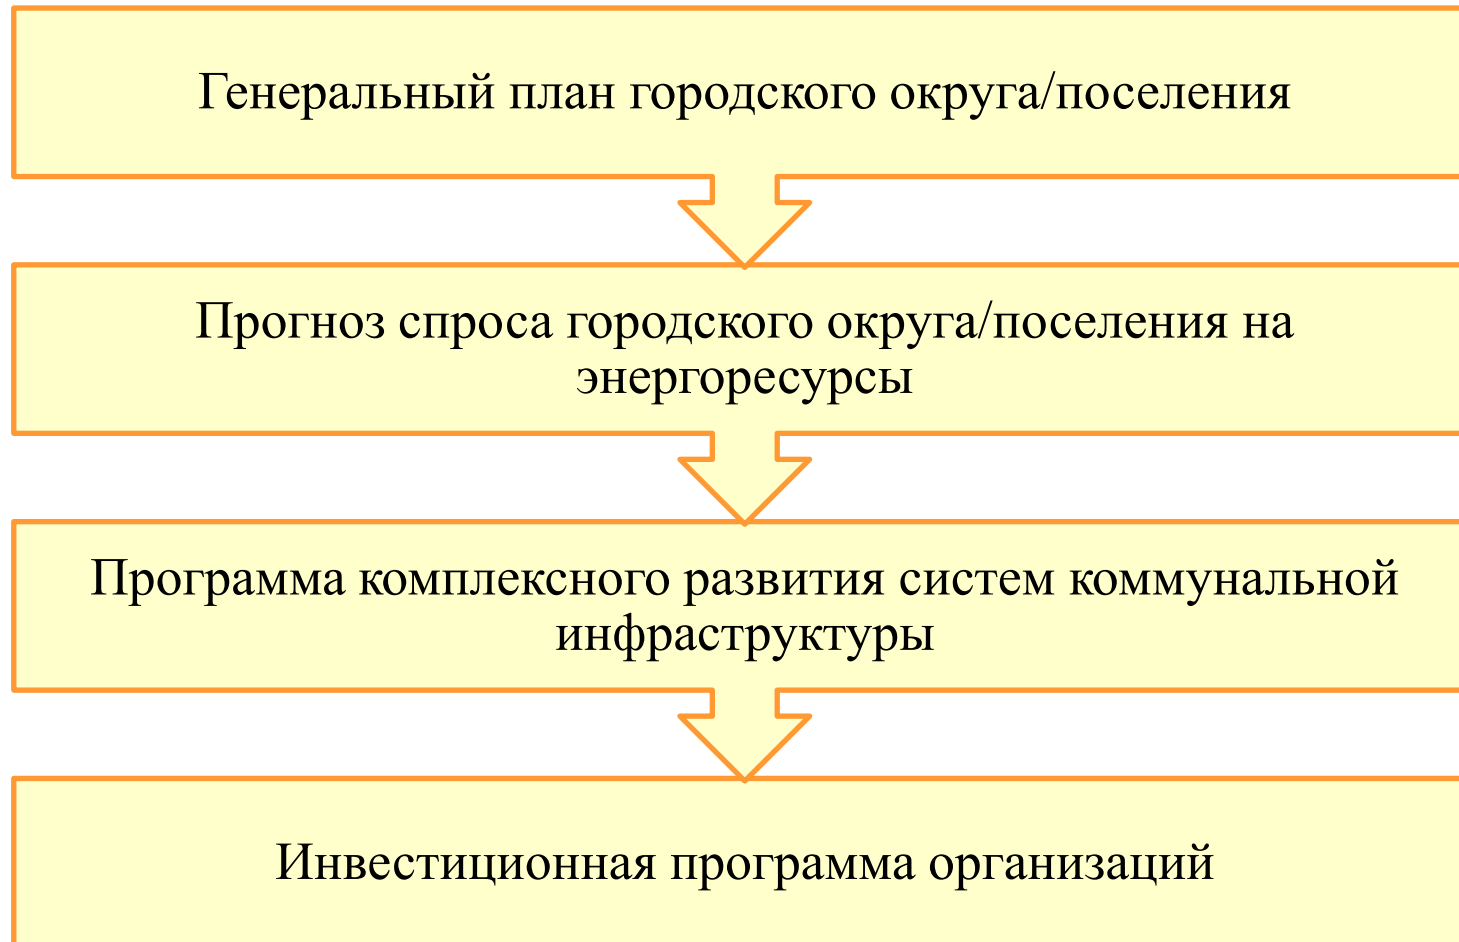 Генеральный план городского округа/поселения
Прогноз спроса городского округа/поселения на
энергоресурсы
Программа комплексного развития систем коммунальной
инфраструктуры
Инвестиционная программа организаций